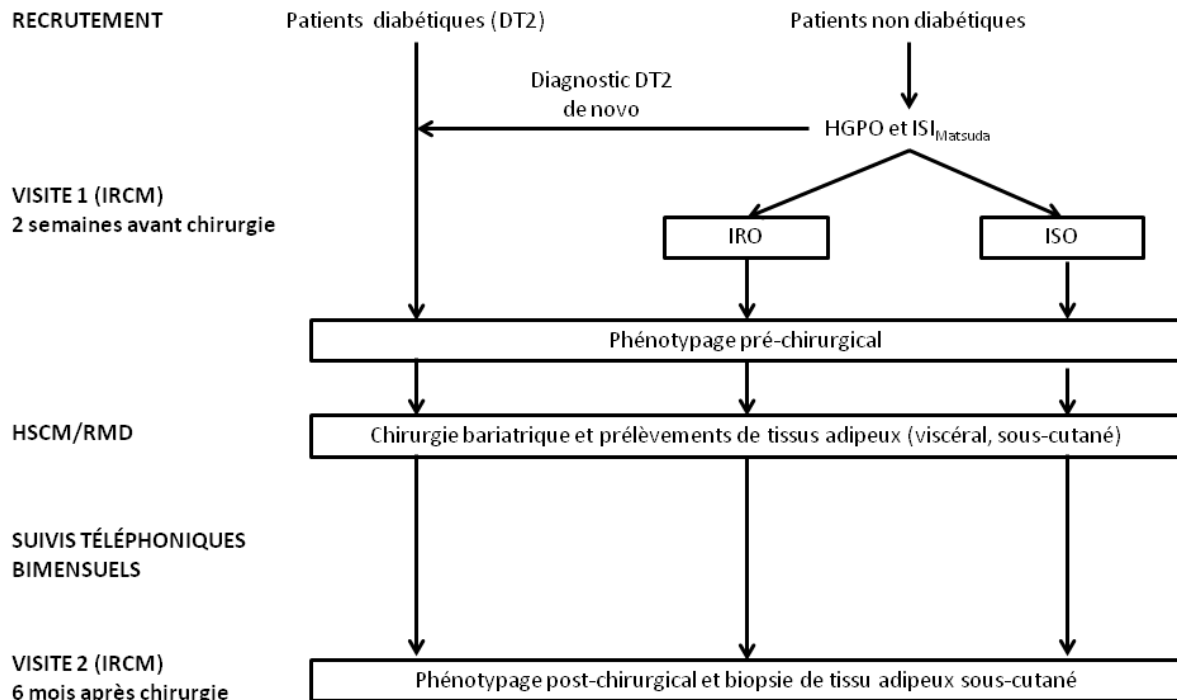 RECRUTEMENT
Patients diabétiques (DT2)
Patients non diabétiques
Diagnostic DT2
de novo
HGPO et ISI Matsuda
VISITE 1 (IRCM)
2 semaines avant chirurgie
IRO
ISO
Phénotypage pré-chirurgical
HSCM/RMD
Chirurgie bariatrique et prélèvements de tissus adipeux (viscéral, sous-cutané)
SUIVIS TÉLÉPHONIQUES
BIMENSUELS
VISITE 2 (IRCM)
6 mois après chirurgie
Phénotypage post-chirurgical et biopsie de tissu adipeux sous-cutané